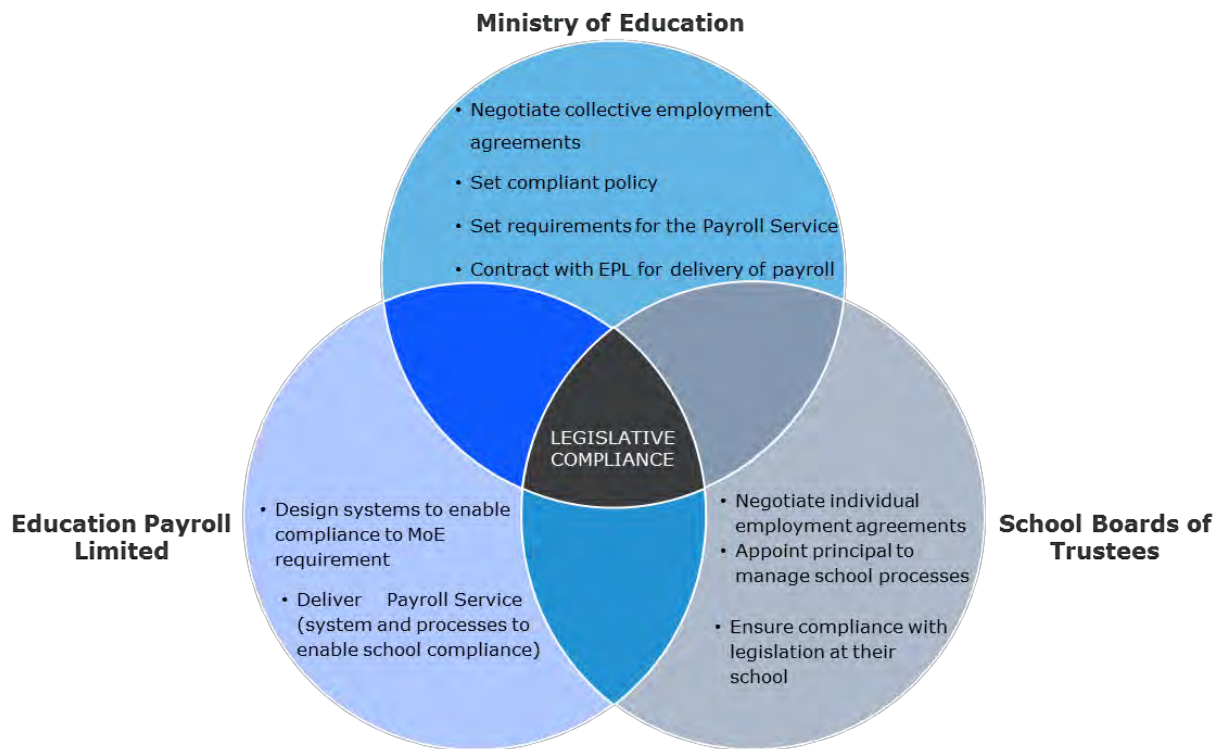 Ministry of Education
• Negotiate collective employment
agreements
• Set compliant policy
• Set requirements for the Payroll Service
• Contract with EPL for delivery of payroll
LEGISLATIVE
COMPLIANCE
Education Payroll
Limited
• Design systems to enable
compliance to MoE
requirement
• Deliver Payroll Service
(system and processes to
enable school compliance)
• Negotiate individual
employment agreements
• Appoint principal to
manage school processes
• Ensure compliance with
legislation at their
school
School Boards of
Trustees